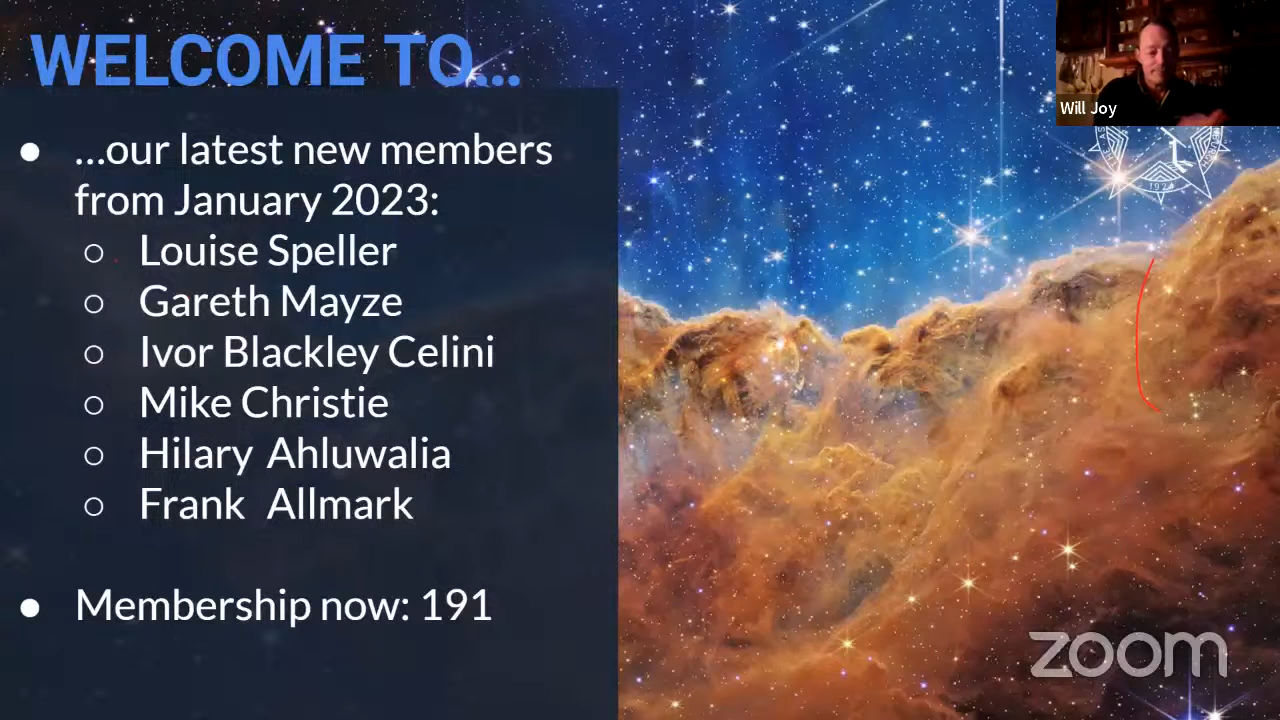 WELCOME TO...
● ...our latest new members
from January 2023:
○ Louise Speller
○ Gareth Mayze
○ Ivor Blackley Celini
○ Mike Christie
○ Hilary Ahluwalia
○ Frank Allmark
● Membership now: 191
Will Joy
zoom